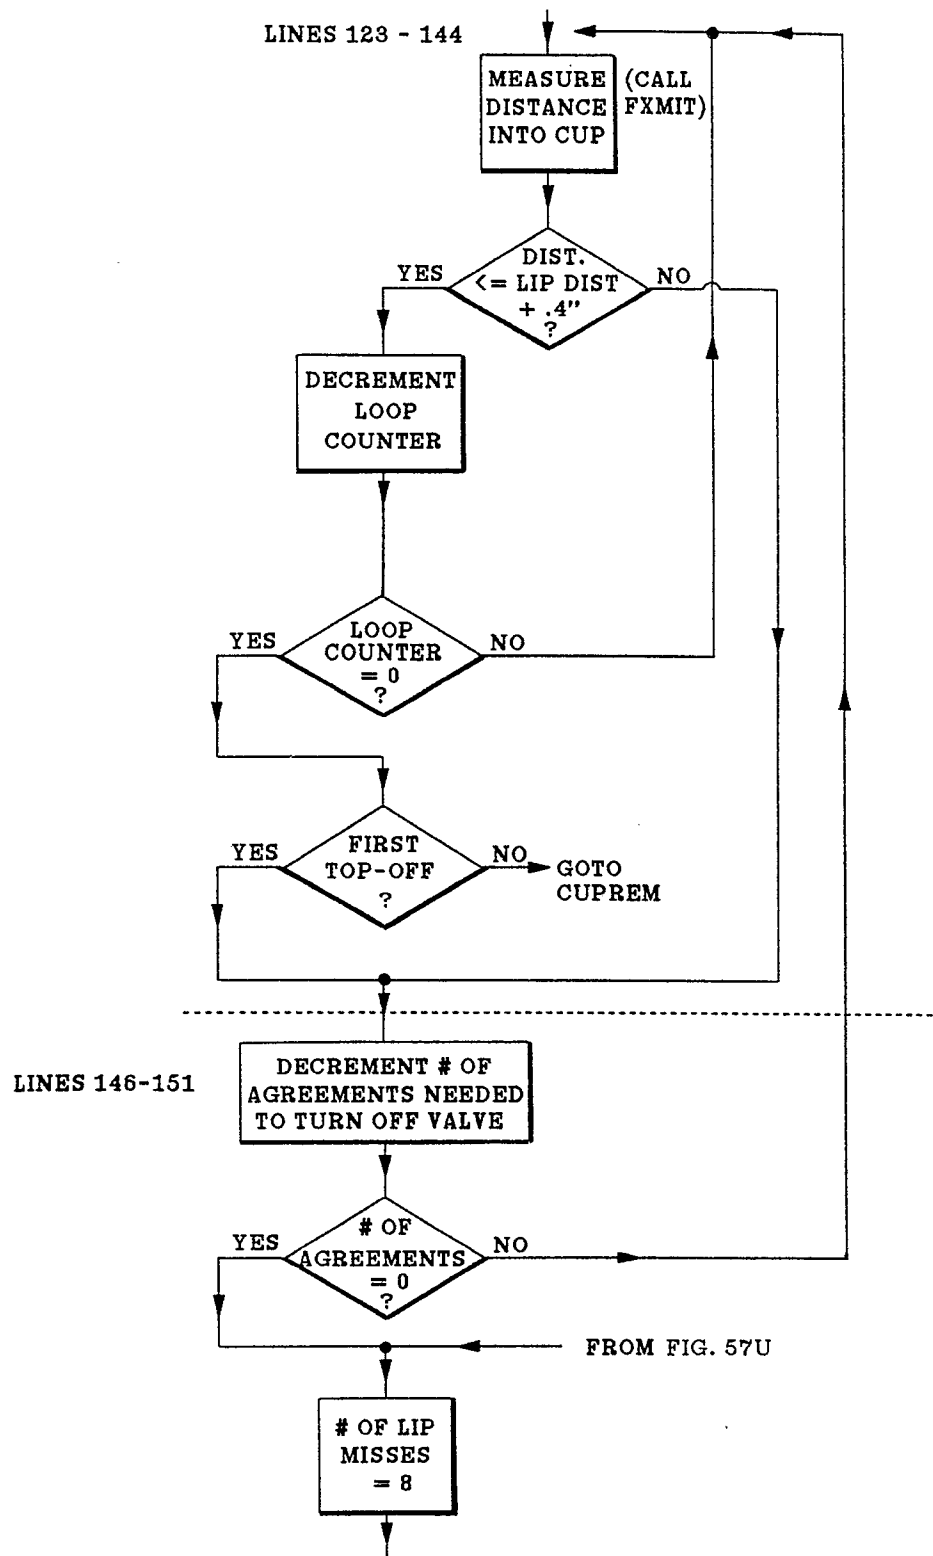 LINES 123 - 144
MEASURE
DISTANCE
INTO CUP
(CALL
FXMIT)
DIST.
<= LIP DIST
+ .4"
?
YES
NO
DECREMENT
LOOP
COUNTER
LOOP
COUNTER
= 0
?
YES
NO
FIRST
TOP-OFF
?
YES
NO
GOTO
CUPREM
LINES 146-151
DECREMENT # OF
AGREEMENTS NEEDED
TO TURN OFF VALVE
# OF
AGREEMENTS
= 0
?
YES
NO
FROM FIG. 57U
# OF LIP
MISSES
= 8